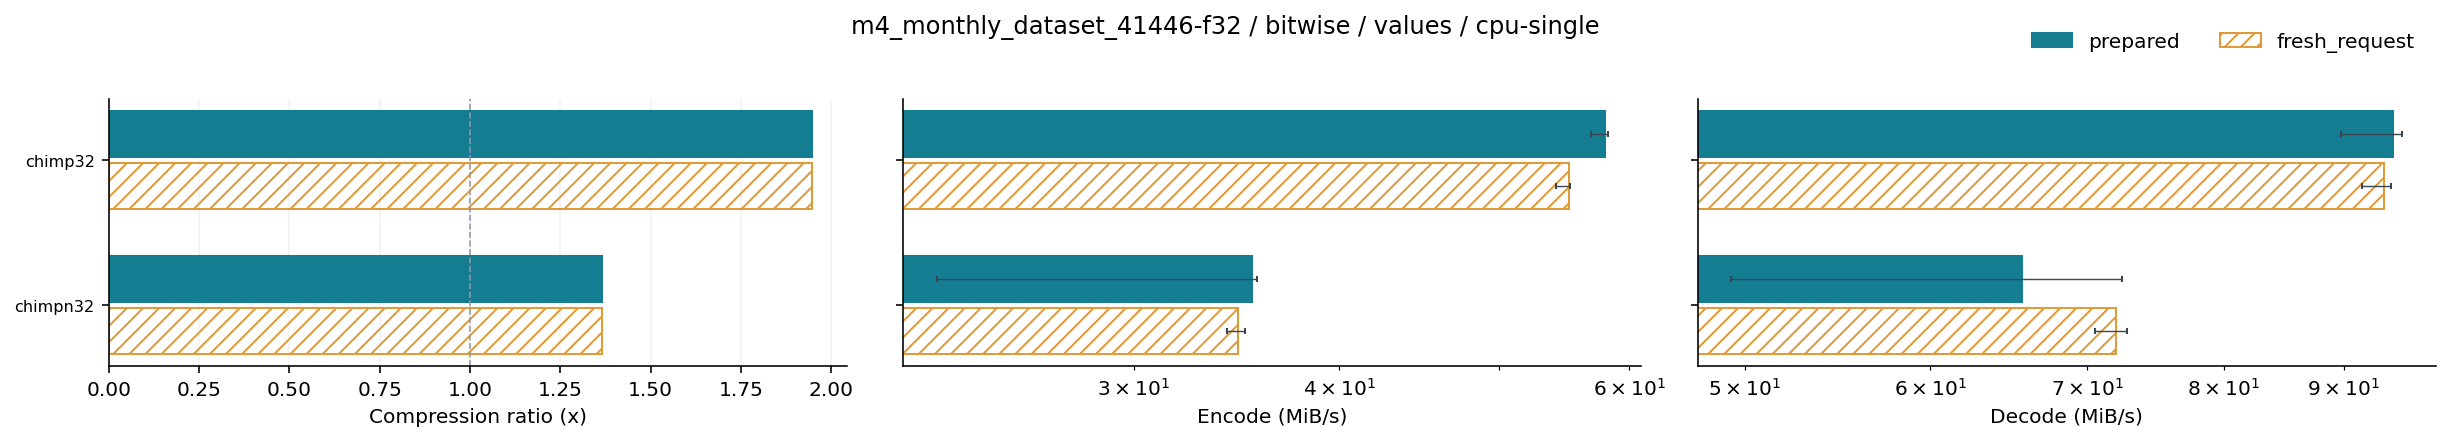 m4_monthly_dataset_41446-f32 / bitwise / values / cpu-single
prepared
fresh_request
chimp32
chimpn32
0.00 0.25 0.50 0.75 1.00 1.25 1.50 1.75 2.00
Compression ratio (x)
3 × 10¹ 4 × 10¹ 6 × 10¹
Encode (MiB/s)
5 × 10¹ 6 × 10¹ 7 × 10¹ 8 × 10¹ 9 × 10¹
Decode (MiB/s)